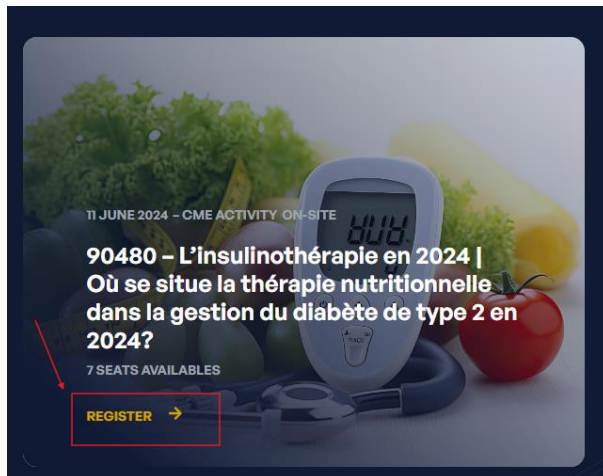 11 JUNE 2024 – CME ACTIVITY ON-SITE
90480 – L’insulinothérapie en 2024 |
Où se situe la thérapie nutritionnelle
dans la gestion du diabète de type 2 en
2024?
7 SEATS AVAILABLES
REGISTER →